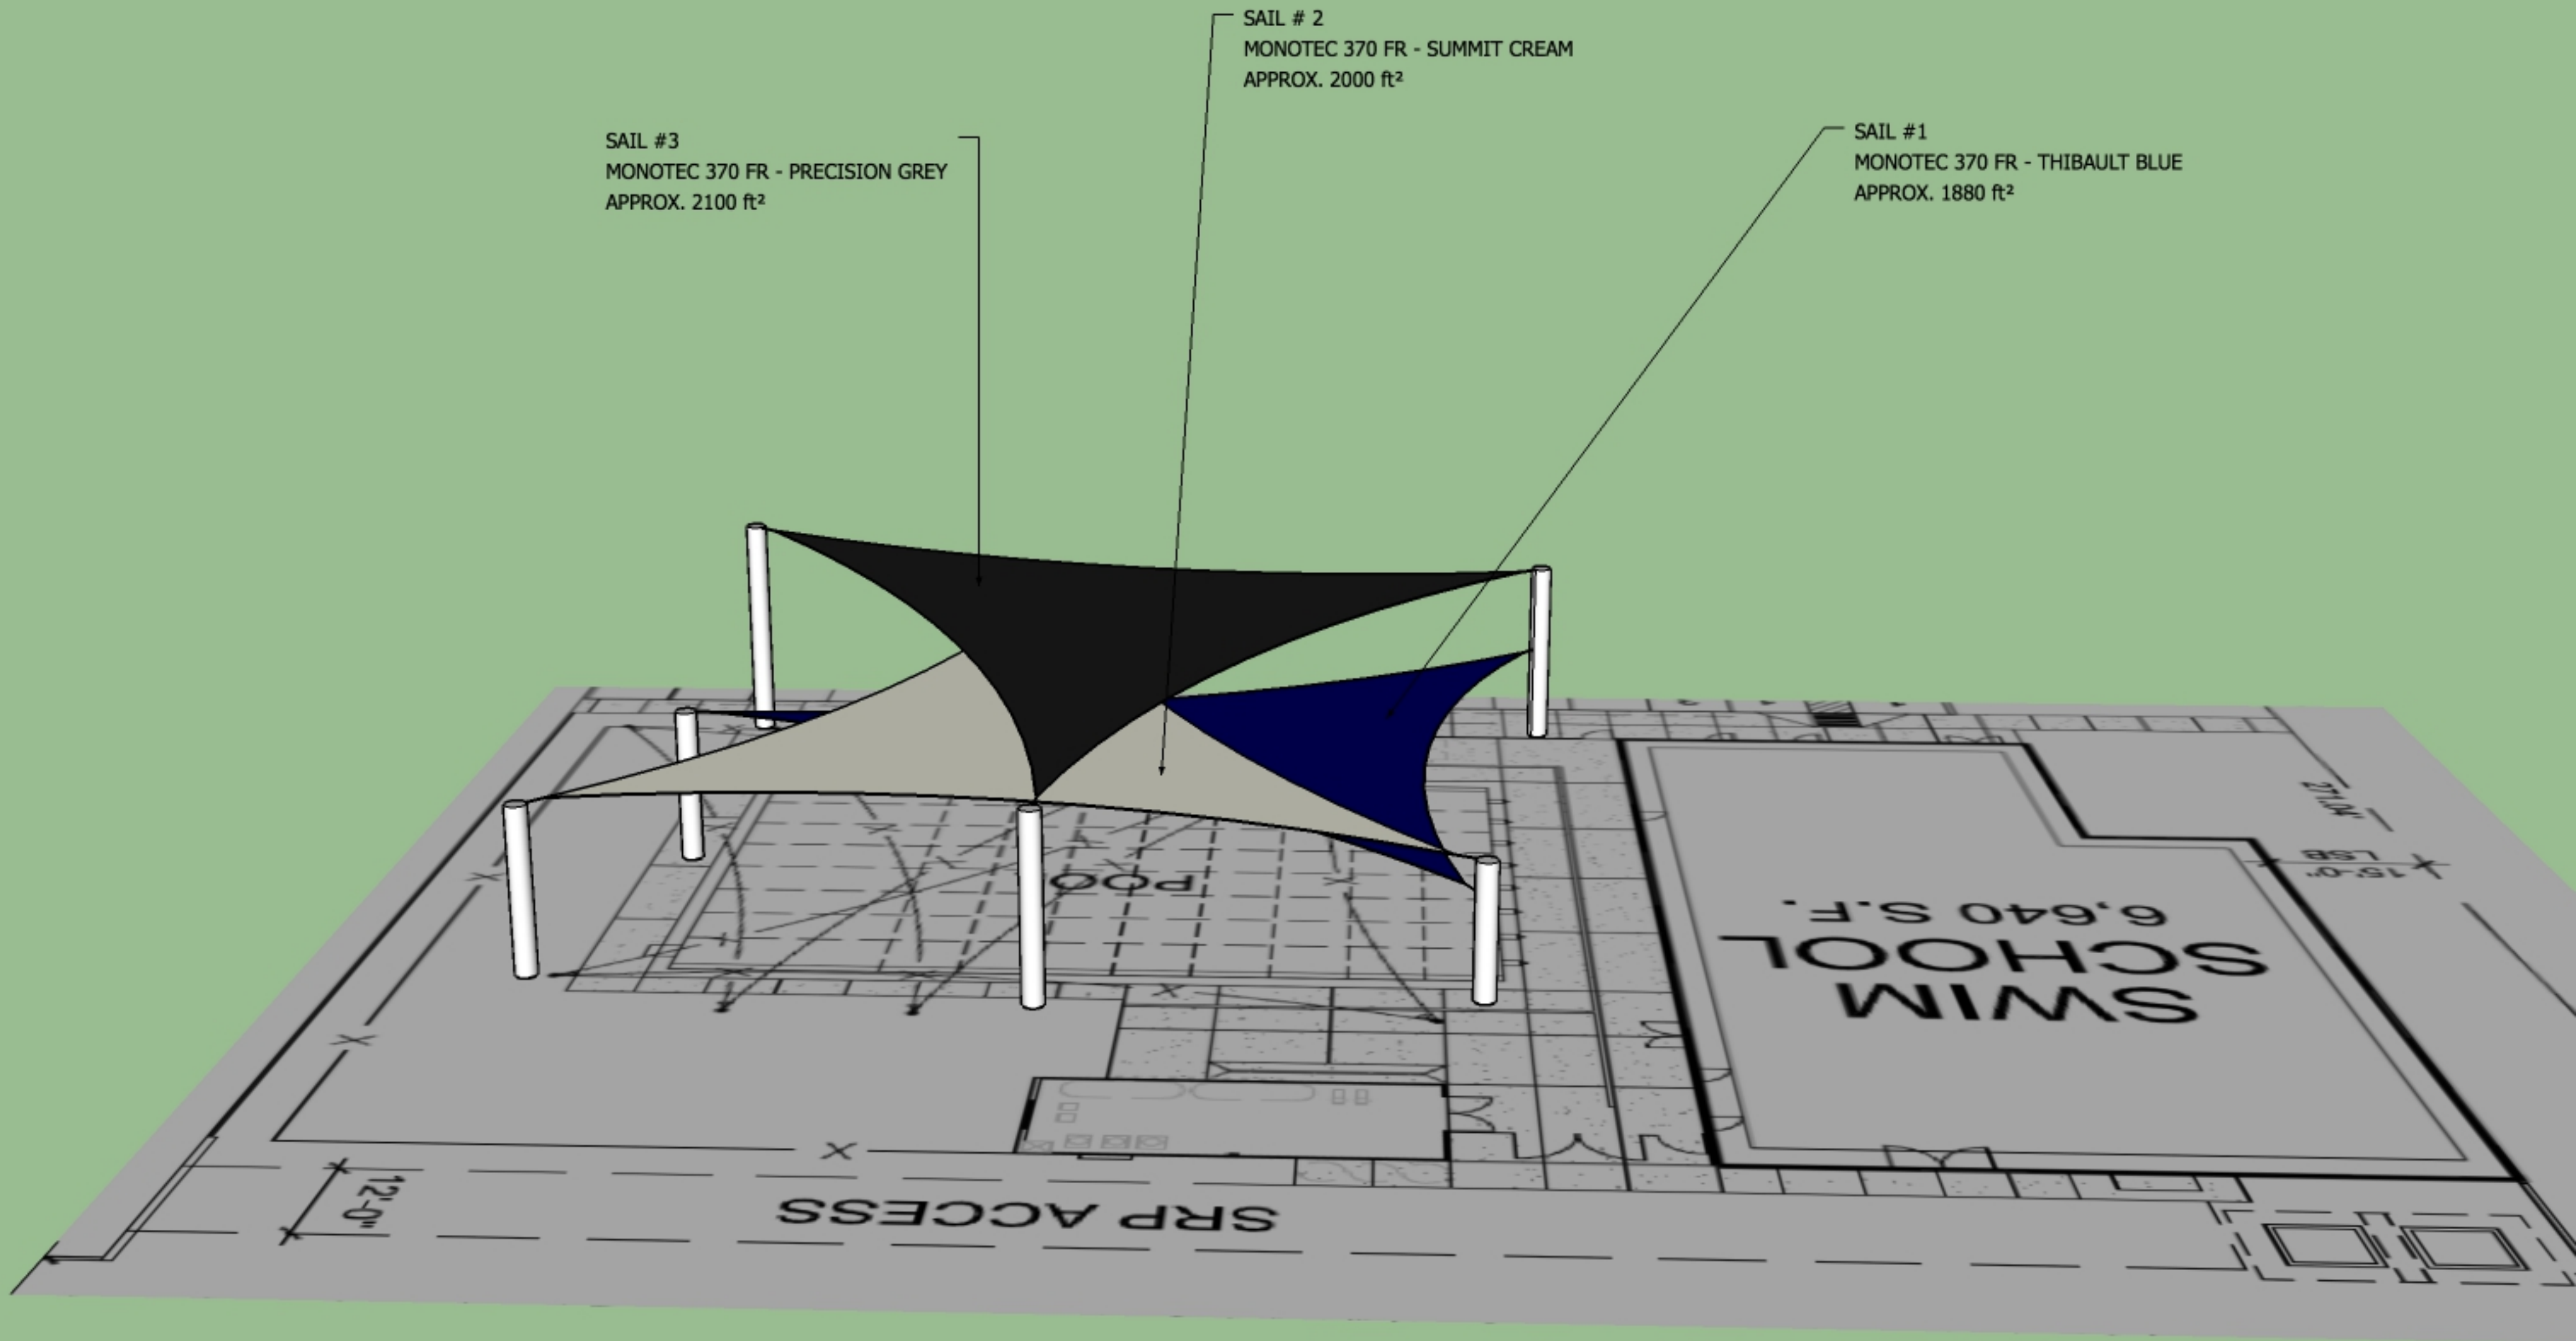 SAIL # 2
MONOTEC 370 FR - SUMMIT CREAM
APPROX. 2000 ft²
SAIL #3
MONOTEC 370 FR - PRECISION GREY
APPROX. 2100 ft²
SAIL #1
MONOTEC 370 FR - THIBAULT BLUE
APPROX. 1880 ft²
POO
271.04'
LSB
15'-0"
6,640 S.F.
SCHOOL
SWIM
12'-0"
SRP ACCESS